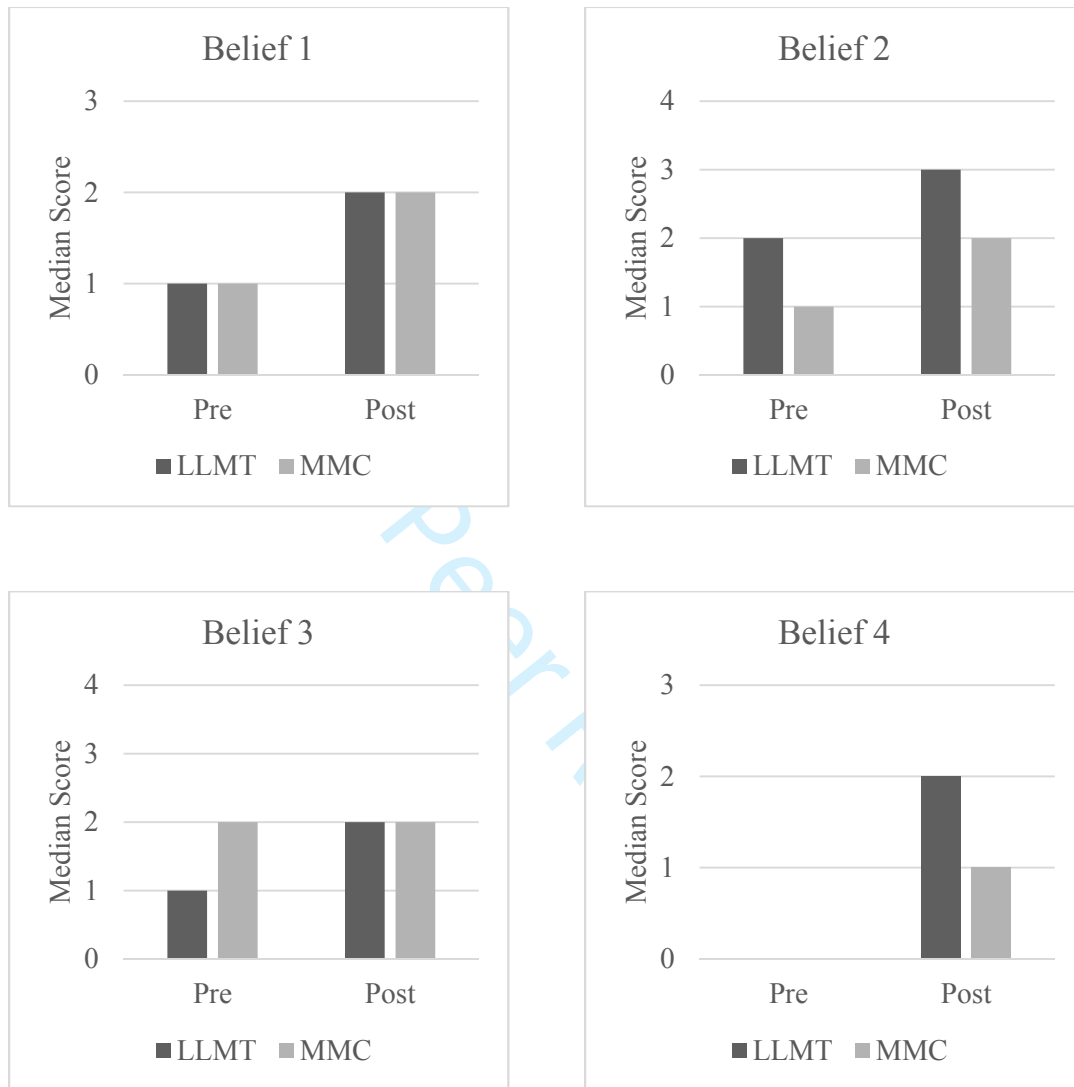 Belief 1
Median Score
3
2
1
0
Pre Post
LLMT MMC
Belief 2
Median Score
4
3
2
1
0
Pre Post
LLMT MMC
Peer
Belief 3
Median Score
4
3
2
1
0
Pre Post
LLMT MMC
Belief 4
Median Score
3
2
1
0
Pre Post
LLMT MMC